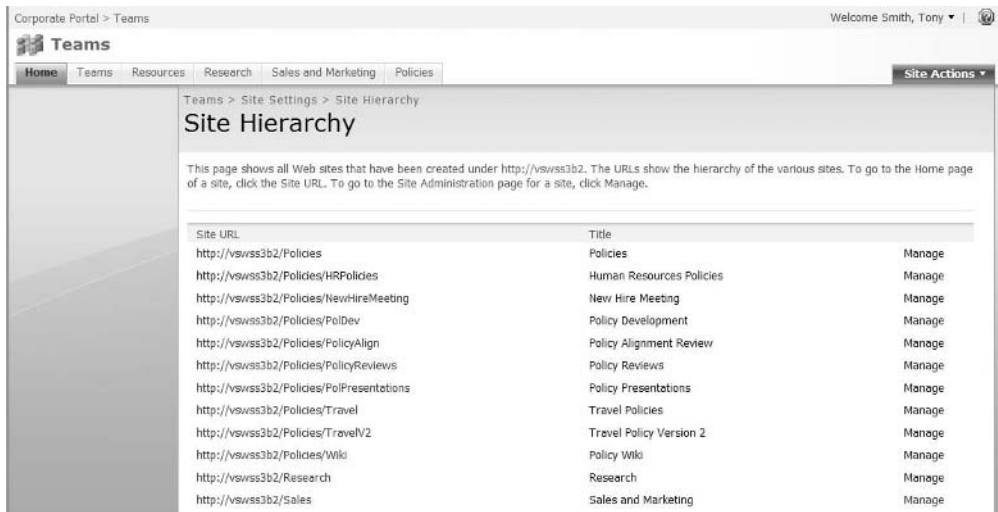 Corporate Portal > Teams
Welcome Smith, Tony
Teams
Home Teams Resources Research Sales and Marketing Policies
Site Actions
Teams > Site Settings > Site Hierarchy
Site Hierarchy
This page shows all Web sites that have been created under http://vswss3b2. The URLs show the hierarchy of the various sites. To go to the Home page
of a site, click the Site URL. To go to the Site Administration page for a site, click Manage.
Site URL Title
http://vswss3b2/Policies Policies Manage
http://vswss3b2/Policies/HRPolicies Human Resources Policies Manage
http://vswss3b2/Policies/NewHireMeeting New Hire Meeting Manage
http://vswss3b2/Policies/PolDev Policy Development Manage
http://vswss3b2/Policies/PolicyAlign Policy Alignment Review Manage
http://vswss3b2/Policies/PolicyReviews Policy Reviews Manage
http://vswss3b2/Policies/PolPresentations Policy Presentations Manage
http://vswss3b2/Policies/Travel Travel Policies Manage
http://vswss3b2/Policies/TravelV2 Travel Policy Version 2 Manage
http://vswss3b2/Policies/Wiki Policy Wiki Manage
http://vswss3b2/Research Research Manage
http://vswss3b2/Sales Sales and Marketing Manage